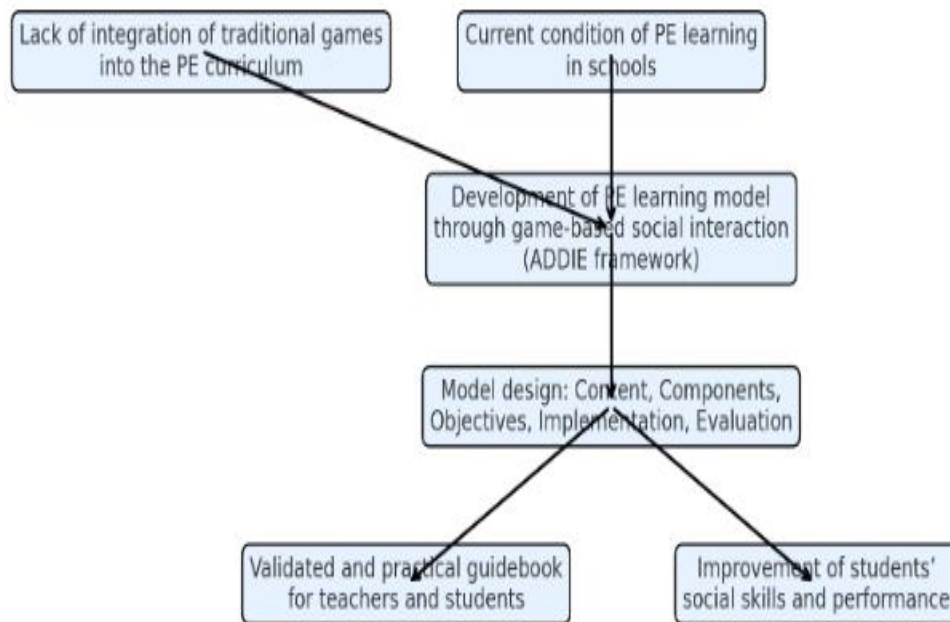 Lack of integration of traditional games
into the PE curriculum
Current condition of PE learning
in schools
Development of PE learning model
through game-based social interaction
(ADDIE framework)
Model design: Content, Components,
Objectives, Implementation, Evaluation
Validated and practical guidebook
for teachers and students
Improvement of students'
social skills and performance